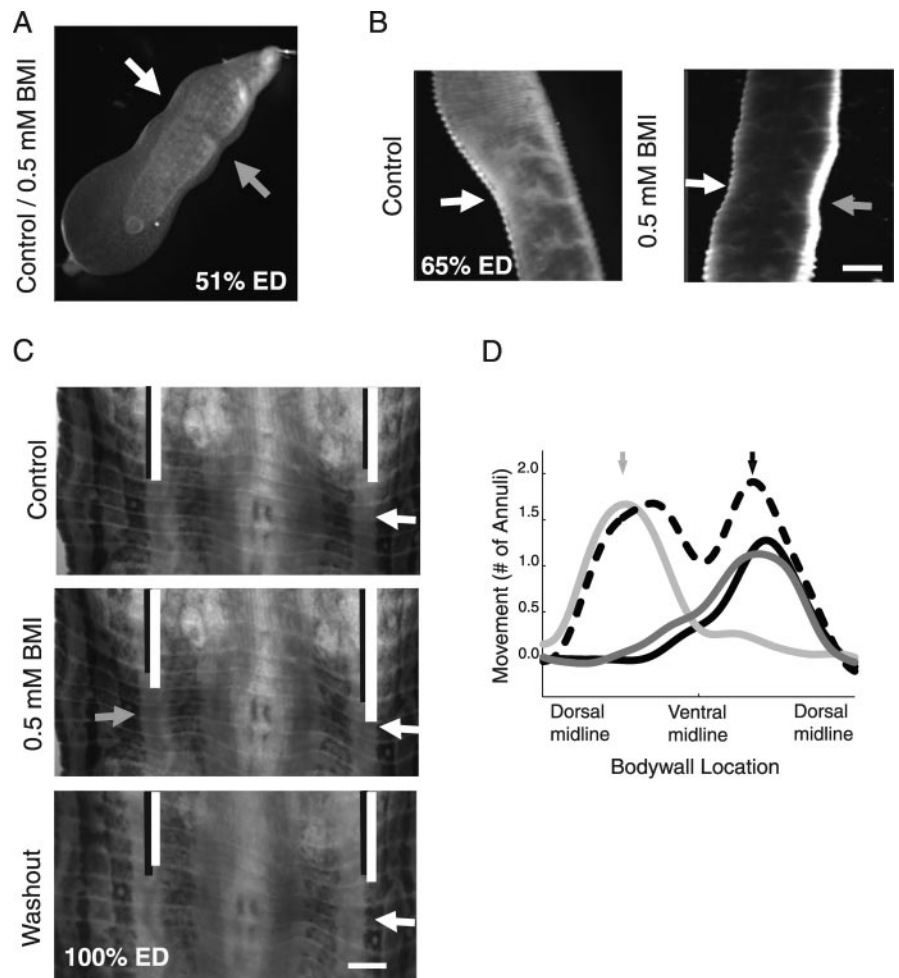 A
Control / 0.5 mM BMI
51% ED
B
Control
65% ED
0.5 mM BMI
C
Control
0.5 mM BMI
Washout
100% ED
D
Movement (# of Annuli)
2.0
1.5
1.0
0.5
0.0
Dorsal midline
Ventral midline
Dorsal midline
Bodywall Location